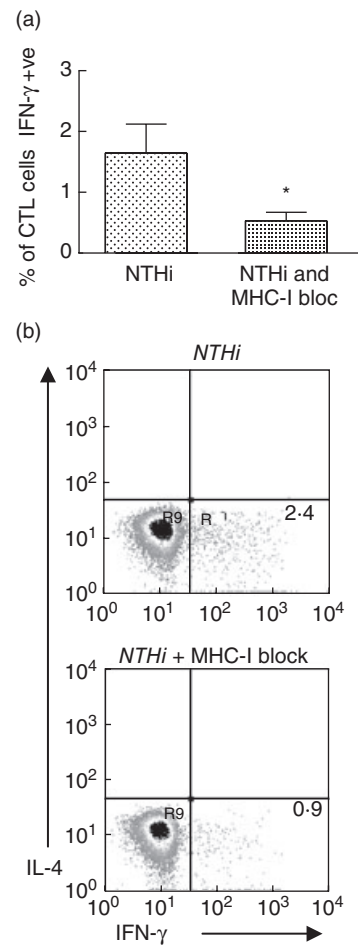 (a)
% of CTL cells IFN-γ +ve
3
2
1
0
NTHi
NTHi and
MHC-I bloc
*
(b)
NTHi
10⁴
10³
10²
10¹
10⁰
R9
R
2·4
10⁰ 10¹ 10² 10³ 10⁴
NTHi + MHC-I block
10⁴
10³
10²
10¹
10⁰
R9
0·9
10⁰ 10¹ 10² 10³ 10⁴
IL-4
IFN-γ